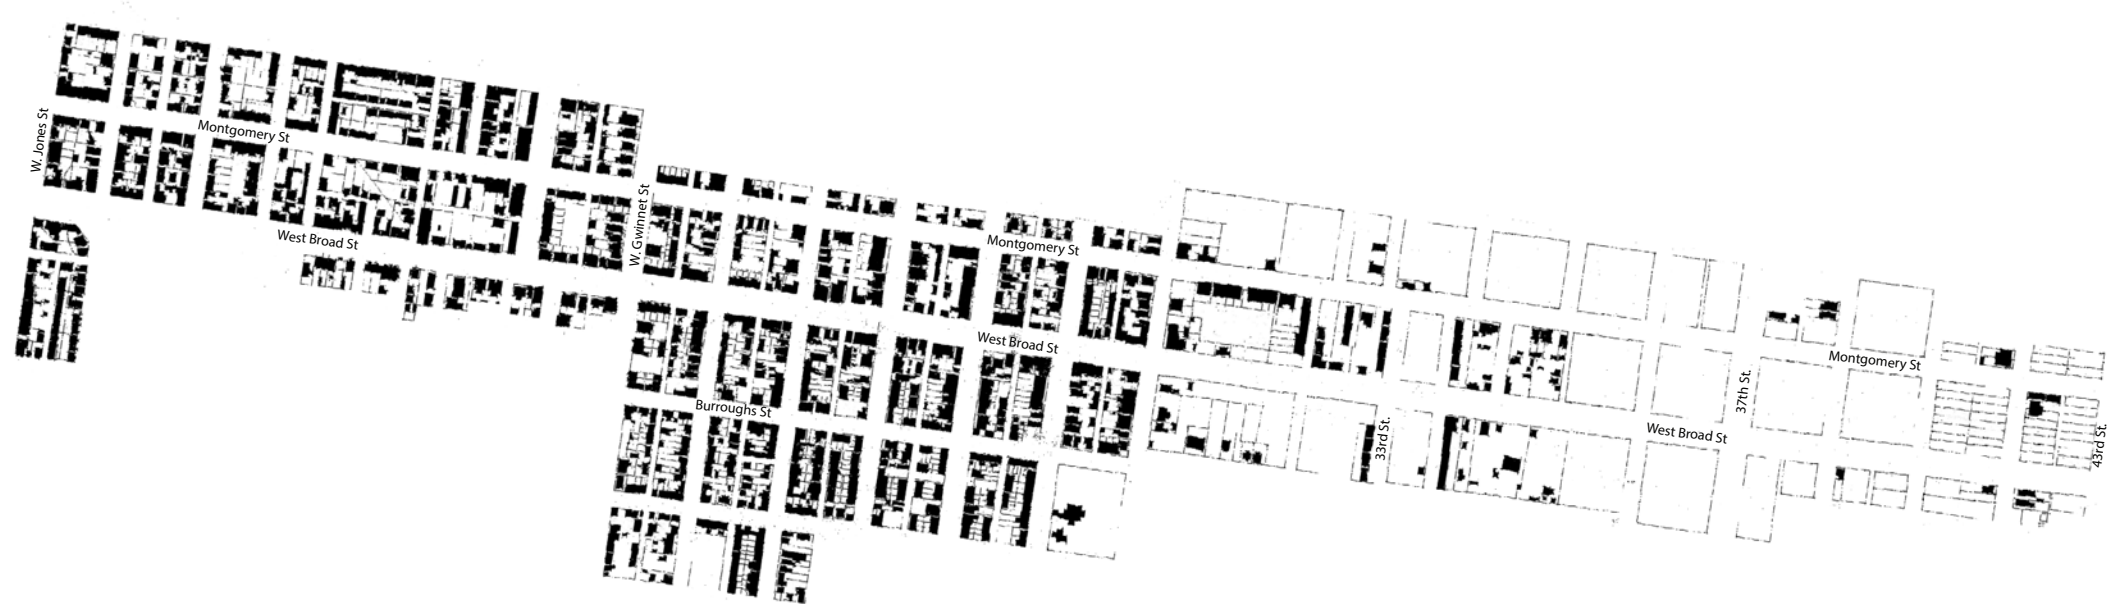 W. Jones St
Montgomery St
West Broad St
W. Gwinnet St
Montgomery St
West Broad St
Burroughs St
33rd St.
Montgomery St
37th St.
West Broad St
43rd St.